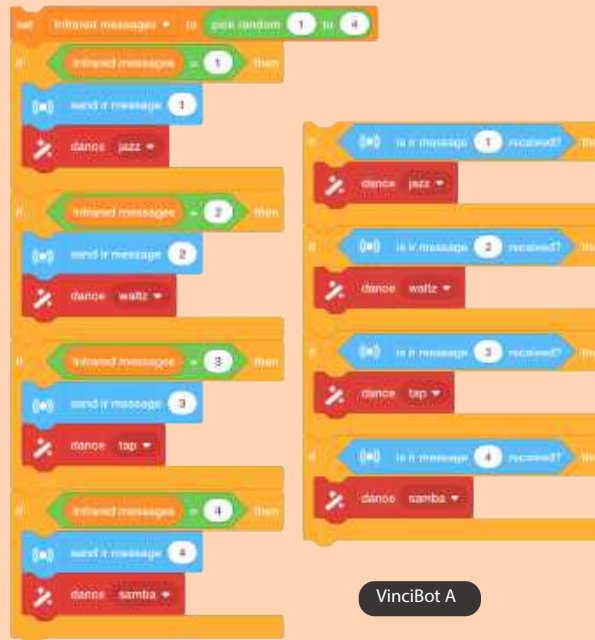 set Infrared messages to pick random 1 to 4
if Infrared messages = 1 then
send ir message 1
dance jazz
if Infrared messages = 2 then
send ir message 2
dance waltz
if Infrared messages = 3 then
send ir message 3
dance tap
if Infrared messages = 4 then
send ir message 4
dance samba
if is ir message 1 received? the
dance jazz
if is ir message 2 received? the
dance waltz
if is ir message 3 received? the
dance tap
if is ir message 4 received? the
dance samba
VinciBot A